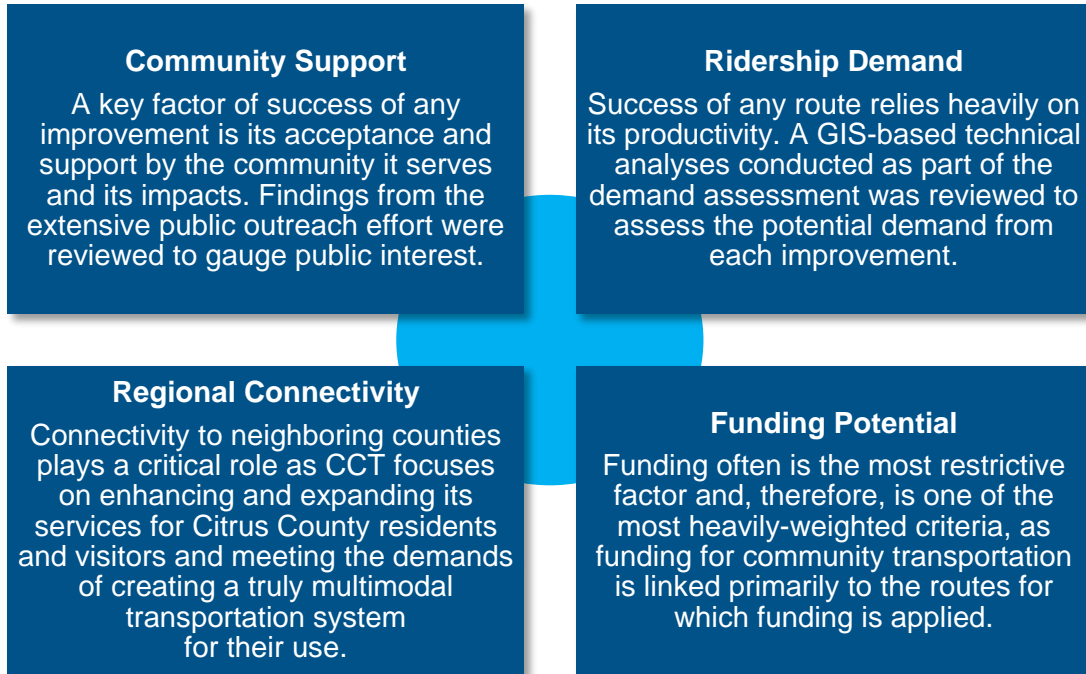 Community Support
A key factor of success of any
improvement is its acceptance and
support by the community it serves
and its impacts. Findings from the
extensive public outreach effort were
reviewed to gauge public interest.
Ridership Demand
Success of any route relies heavily on
its productivity. A GIS-based technical
analyses conducted as part of the
demand assessment was reviewed to
assess the potential demand from
each improvement.
Regional Connectivity
Connectivity to neighboring counties
plays a critical role as CCT focuses
on enhancing and expanding its
services for Citrus County residents
and visitors and meeting the demands
of creating a truly multimodal
transportation system
for their use.
Funding Potential
Funding often is the most restrictive
factor and, therefore, is one of the
most heavily-weighted criteria, as
funding for community transportation
is linked primarily to the routes for
which funding is applied.